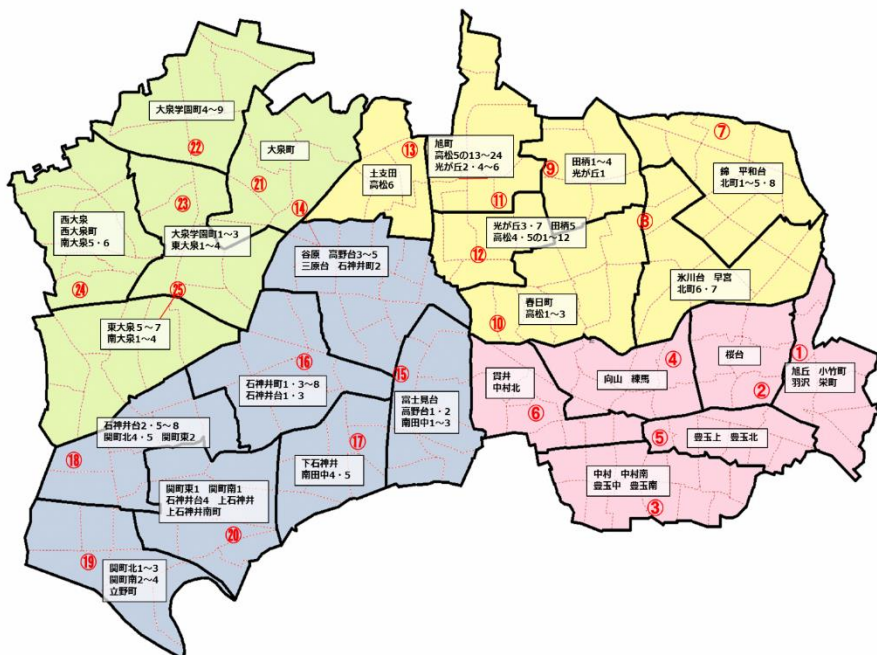 大泉学園町4～9
㉒
大泉町
㉑
⑭
㉓
大泉学園町1～3
東大泉1～4
西大泉
西大泉町
南大泉5・6
㉔
㉕
東大泉5～7
南大泉1～4
⑬
土支田
高松6
旭町
高松5の13～24
光が丘2・4～6
⑪
⑨
田柄1～4
光が丘1
⑦
錦　平和台
北町1～5・8
⑧
光が丘3・7　田柄5
高松4・5の1～12
⑫
氷川台　早宮
北町6・7
春日町
高松1～3
⑩
谷原　高野台3～5
三原台　石神井町2
⑯
石神井町1・3～8
石神井台1・3
⑮
富士見台
高野台1・2
南田中1～3
石神井台2・5～8
関町北4・5　関町東2
⑱
⑰
下石神井
南田中4・5
関町東1　関町南1
石神井台4　上石神井
上石神井南町
⑳
⑲
関町北1～3
関町南2～4
立野町
貫井
中村北
⑥
④
向山　練馬
桜台
②
①
旭丘　小竹町
羽沢　栄町
⑤
豊玉上　豊玉北
中村　中村南
豊玉中　豊玉南
③